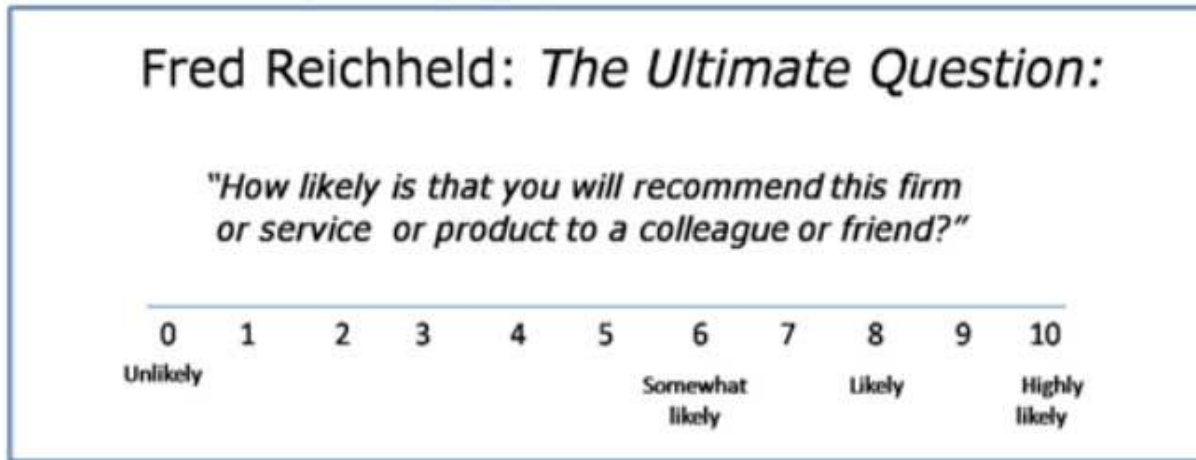 Fred Reichheld: The Ultimate Question:
"How likely is that you will recommend this firm
or service or product to a colleague or friend?"
0 1 2 3 4 5 6 7 8 9 10
Unlikely Somewhat Likely Highly
likely likely